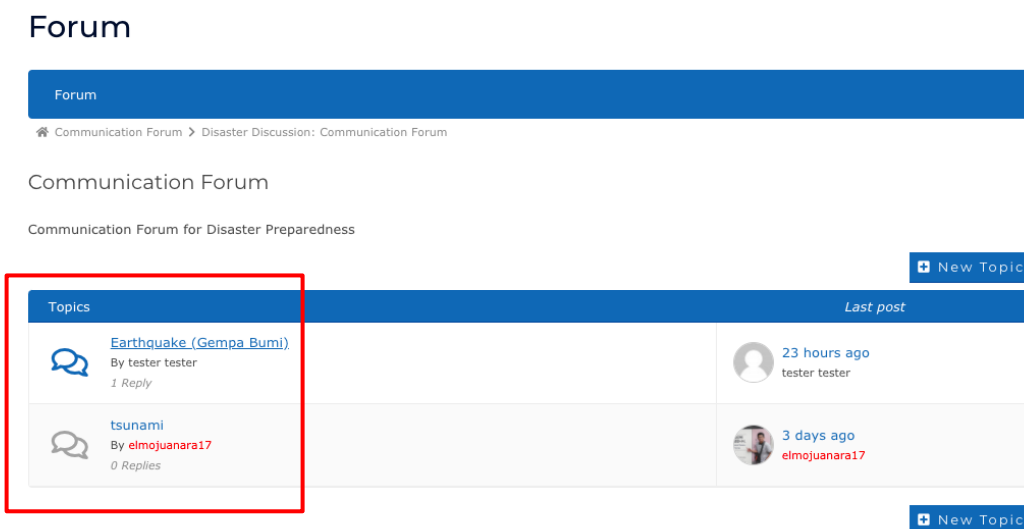 Forum
Forum
Communication Forum Disaster Discussion: Communication Forum
Communication Forum
Communication Forum for Disaster Preparedness
New Topic
Topics
Last post
Earthquake (Gempa Bumi)
By tester tester
1 Reply
23 hours ago
tester tester
tsunami
By elmojuanara17
0 Replies
3 days ago
elmojuanara17
New Topic